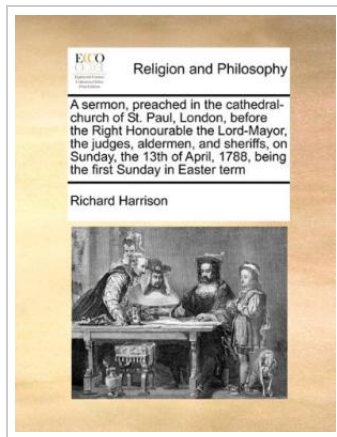 ECCO
Religion and Philosophy
A sermon, preached in the cathedral-
church of St. Paul, London, before
the Right Honourable the Lord-Mayor,
the judges, aldermen, and sheriffs, on
Sunday, the 13th of April, 1788, being
the first Sunday in Easter term
Richard Harrison